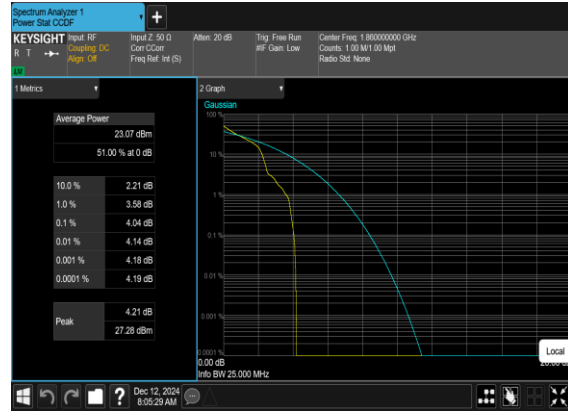 Spectrum Analyzer 1
Power Stat CCDF
KEYSIGHT
R T
LXI
Input: RF
Coupling: DC
Align: Off
Input Z: 50 Ω
Corr CCorr
Freq Ref: Int (S)
Atten: 20 dB
Trig: Free Run
#IF Gain: Low
Center Freq: 1.860000000 GHz
Counts: 1.00 M/1.00 Mpt
Radio Std: None
1 Metrics
Average Power
23.07 dBm
51.00 % at 0 dB
10.0 % 2.21 dB
1.0 % 3.58 dB
0.1 % 4.04 dB
0.01 % 4.14 dB
0.001 % 4.18 dB
0.0001 % 4.19 dB
Peak
4.21 dB
27.28 dBm
2 Graph
Gaussian
100 %
10 %
1 %
0.1 %
0.01 %
0.001 %
0.0001 %
0.00 dB
Info BW 25.000 MHz
Local
?
Dec 12, 2024
8:05:29 AM